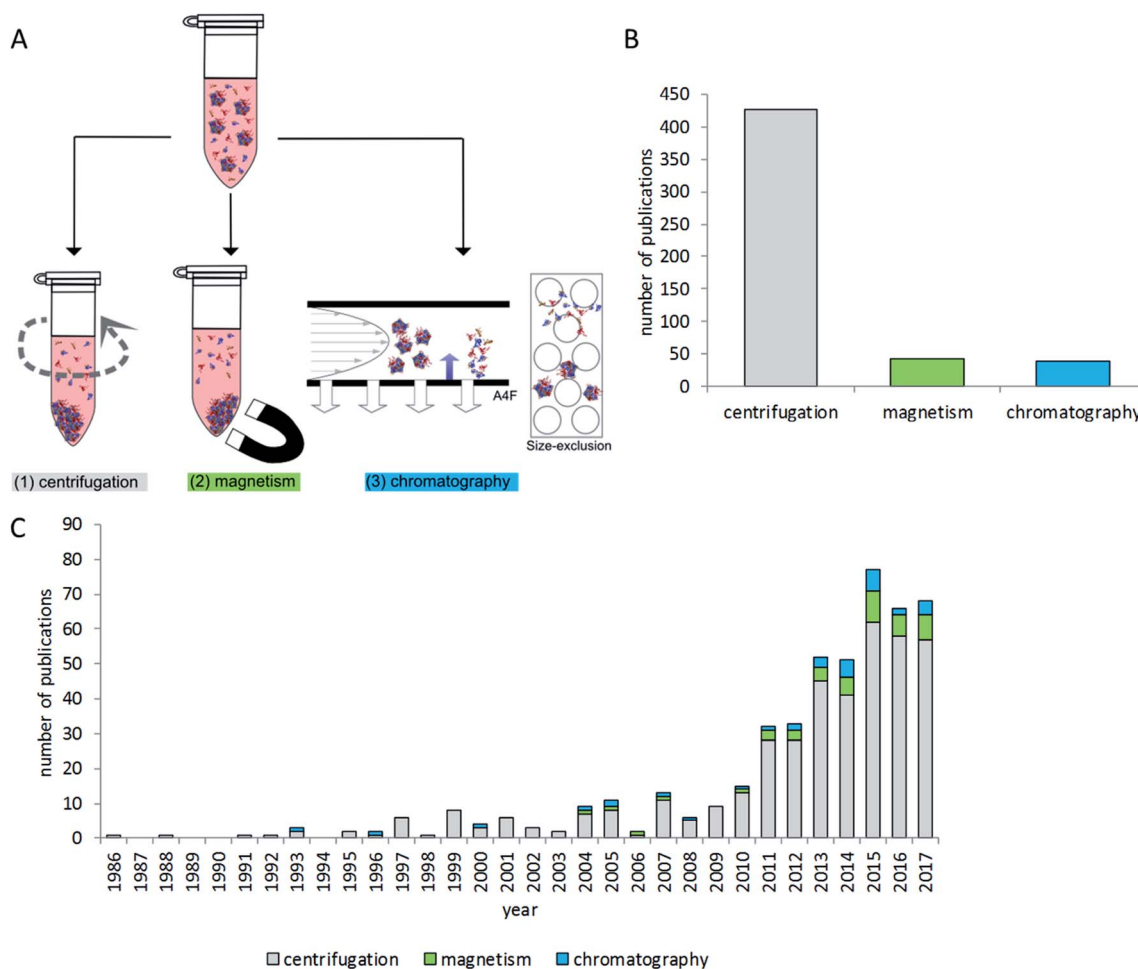 A
A4F
Size-exclusion
(1) centrifugation
(2) magnetism
(3) chromatography
B
number of publications
450
400
350
300
250
200
150
100
50
0
centrifugation magnetism chromatography
C
number of publications
90
80
70
60
50
40
30
20
10
0
1986 1987 1988 1989 1990 1991 1992 1993 1994 1995 1996 1997 1998 1999 2000 2001 2002 2003 2004 2005 2006 2007 2008 2009 2010 2011 2012 2013 2014 2015 2016 2017
year
centrifugation magnetism chromatography